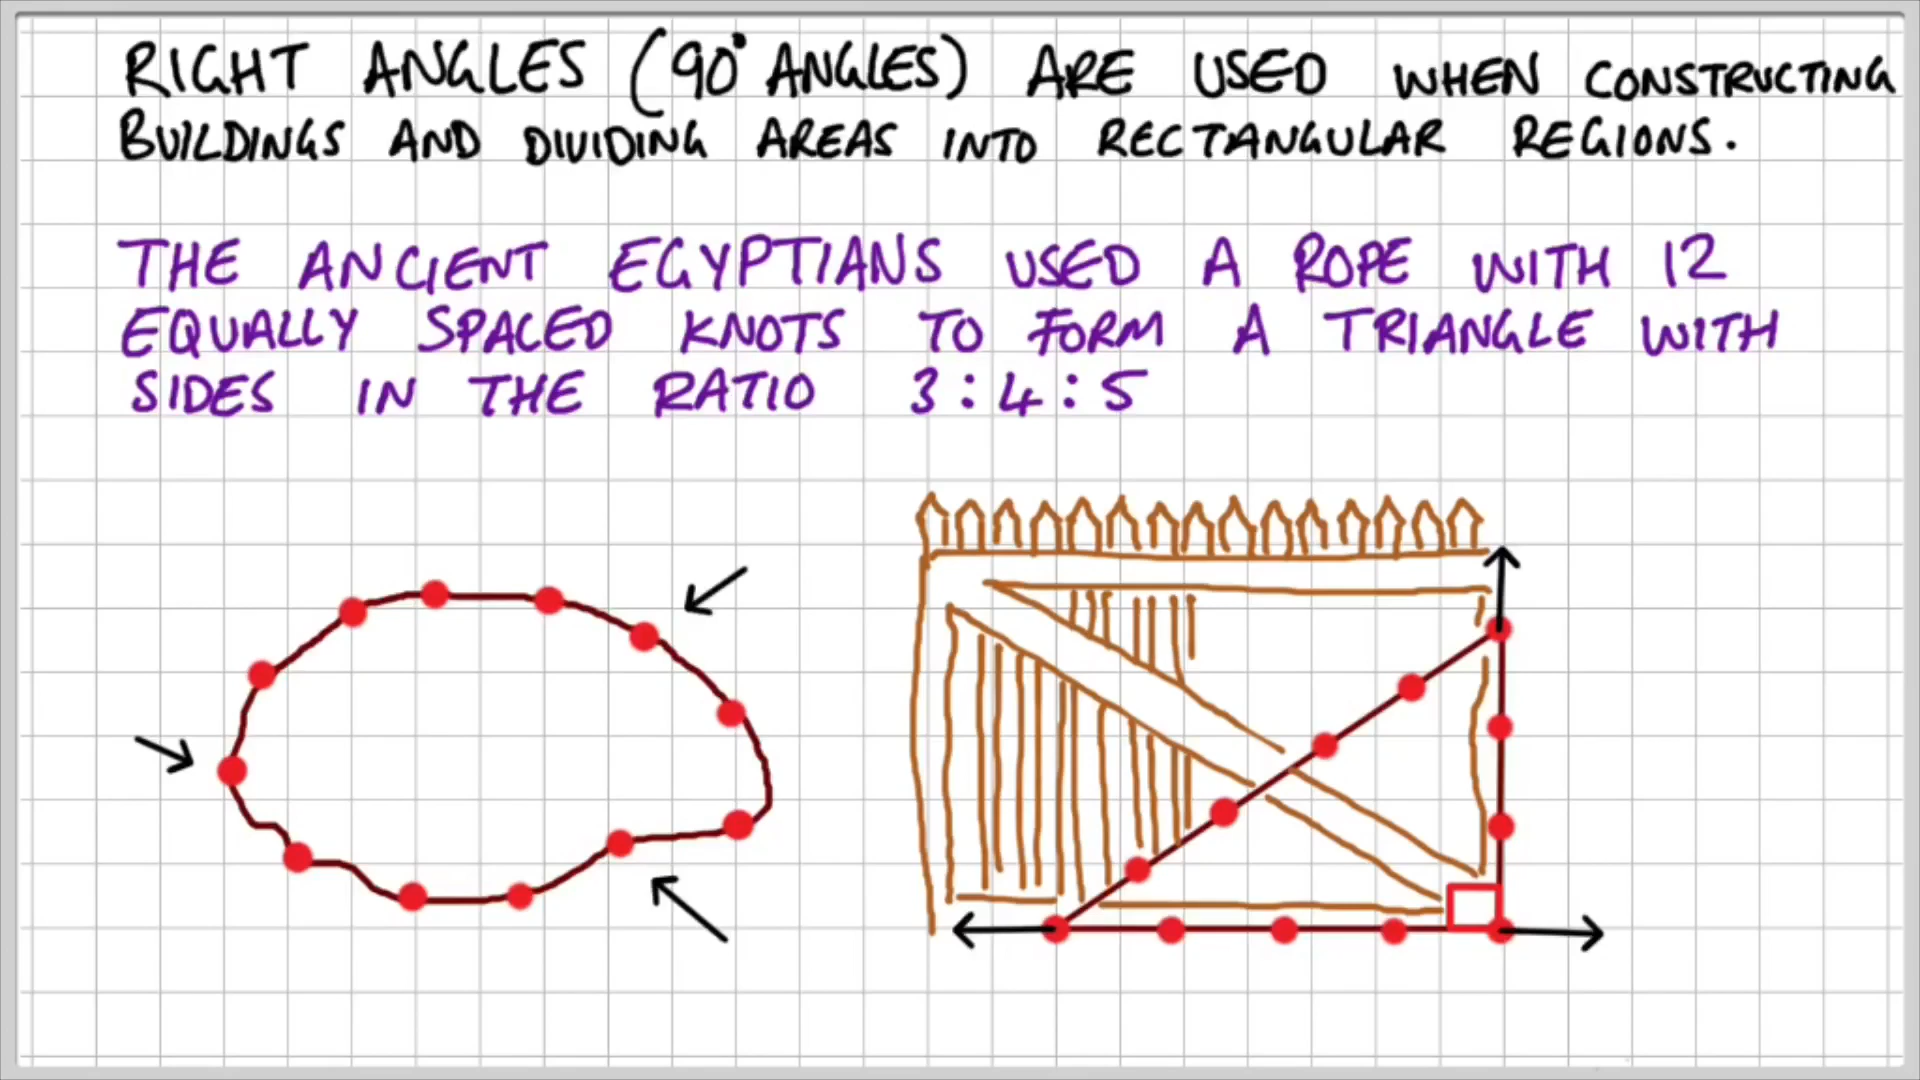 RIGHT ANGLES (90° ANGLES) ARE USED WHEN CONSTRUCTING
BUILDINGS AND DIVIDING AREAS INTO RECTANGULAR REGIONS.
THE ANCIENT EGYPTIANS USED A ROPE WITH 12
EQUALLY SPACED KNOTS TO FORM A TRIANGLE WITH
SIDES IN THE RATIO 3:4:5